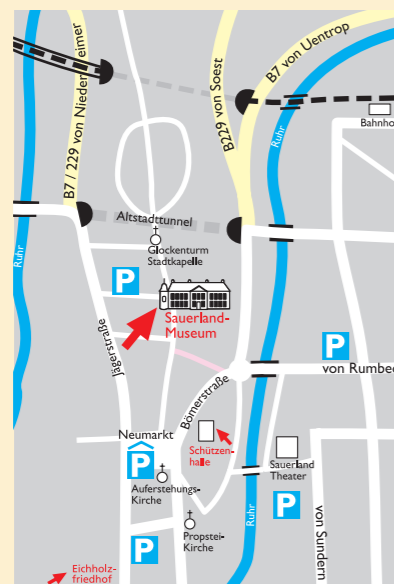 B7 / 229 von Niedereimer
B229 von Soest
B7 von Uentrop
Ruhr
Bahnho
Altstadttunnel
Glockenturm
Stadtkapelle
Ruhr
P
Sauerland-
Museum
P
von Rumbec
Jägerstraße
Bömerstraße
Neumarkt
P
Schützen-
halle
Sauerland
Theater
Auferstehungs-
Kirche
P
Ruhr
von Sundern
Propstei-
Kirche
P
Eichholz-
friedhof